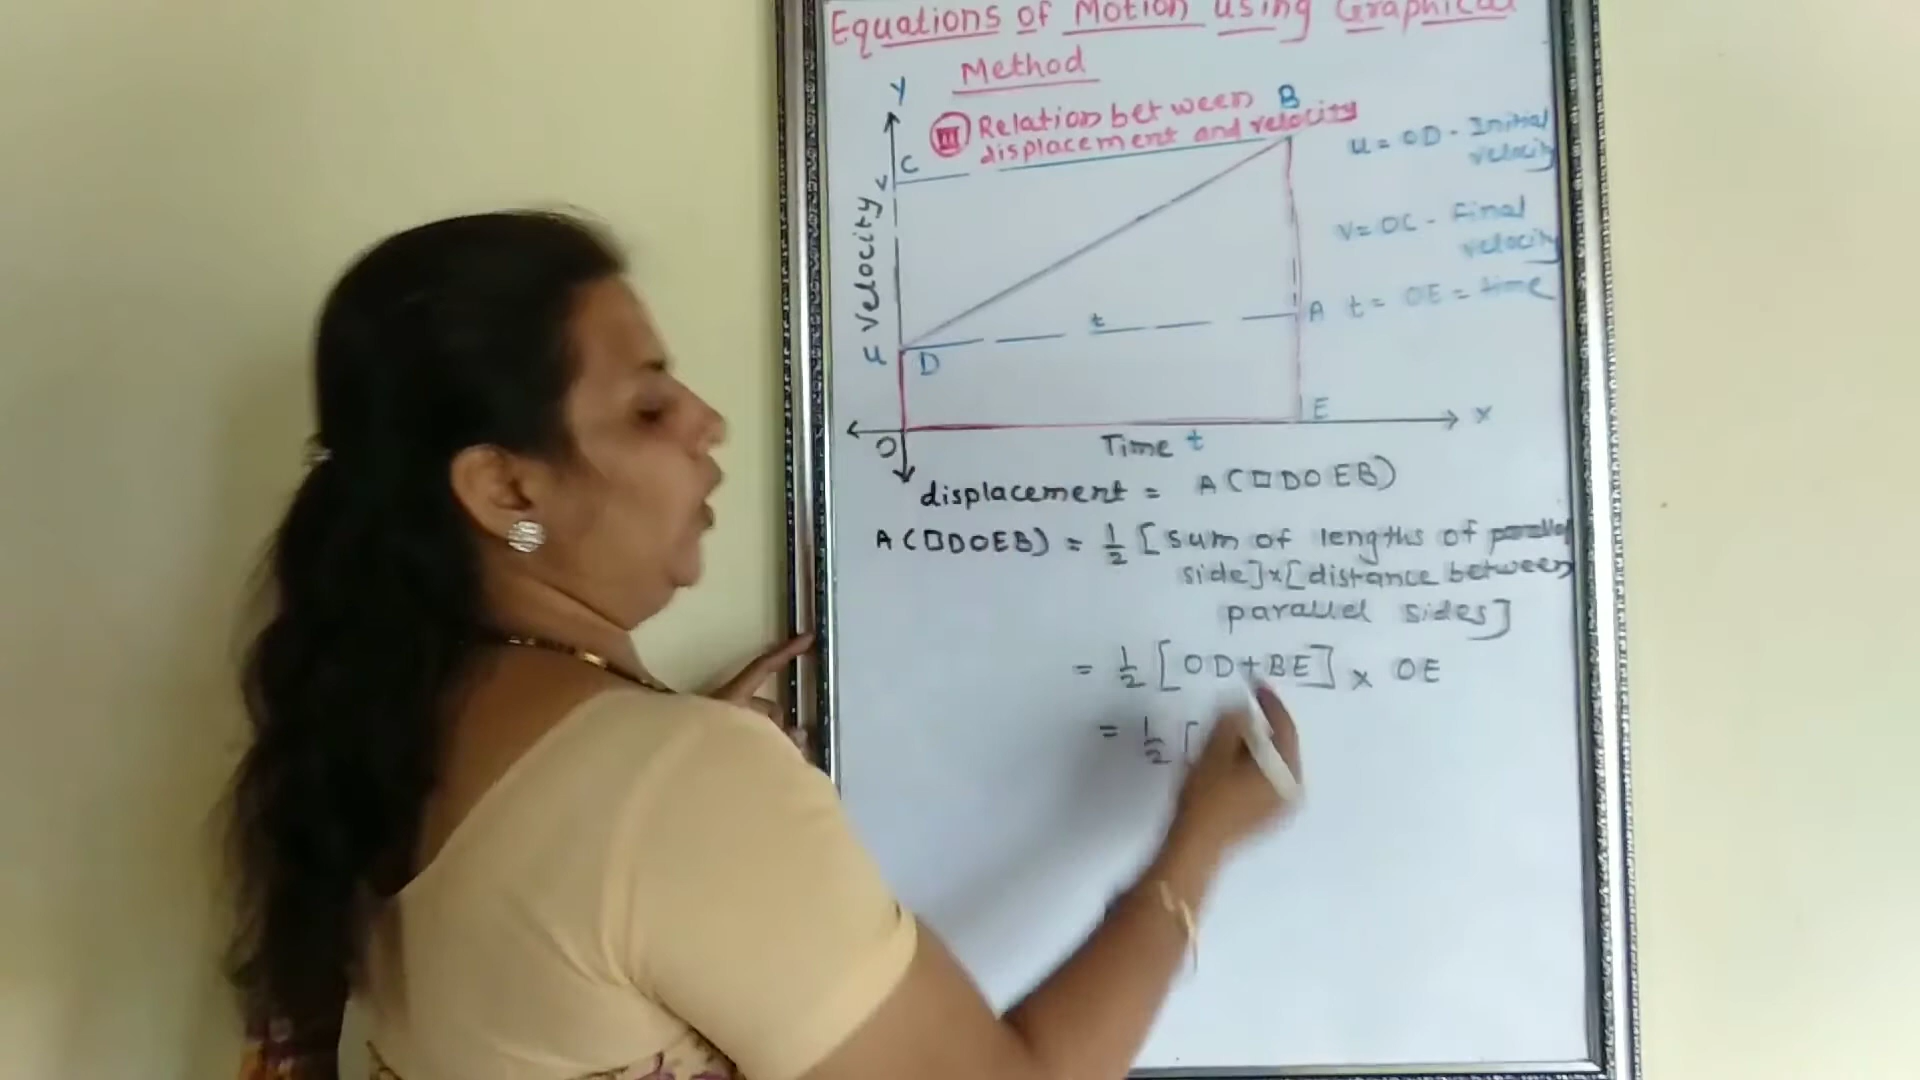 Equations of Motion using Graphical
Method
Y
III Relation between
displacement and velocity
B
C
v
Velocity
u
D
t
A
E
X
O
Time t
u = OD - Initial
velocity
V = OC - Final
velocity
t = OE = time
displacement = A(□DOEB)
A(□DOEB) = 1/2 [sum of lengths of parallel
side]x[distance between
parallel sides]
= 1/2 [OD+BE] x OE
= 1/2 [